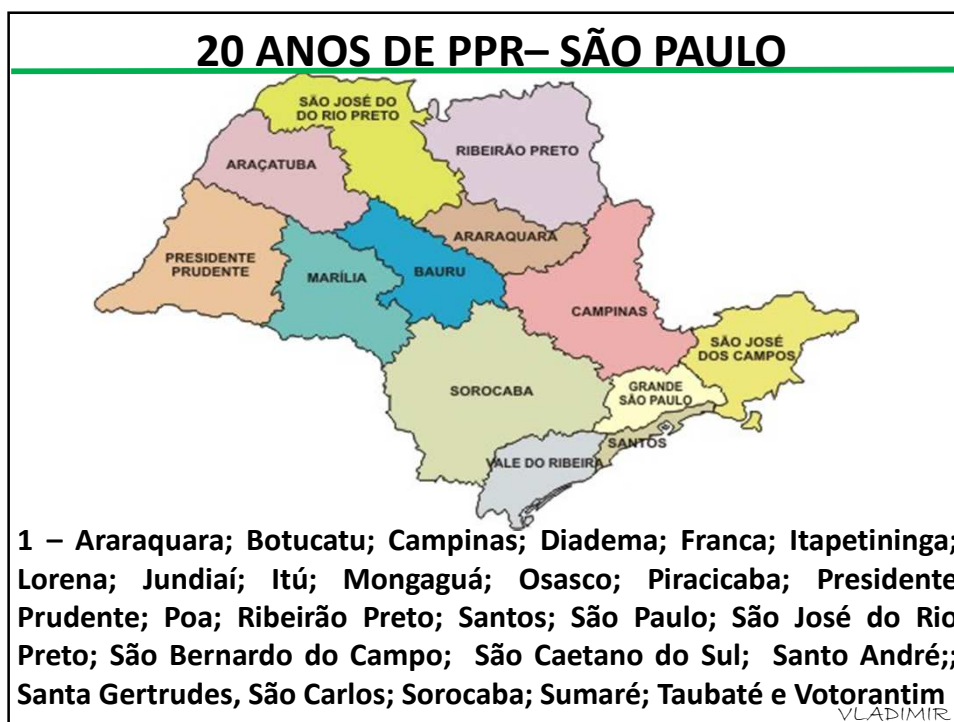 20 ANOS DE PPR– SÃO PAULO
SÃO JOSÉ DO
DO RIO PRETO
RIBEIRÃO PRETO
ARAÇATUBA
ARARAQUARA
PRESIDENTE
PRUDENTE
MARÍLIA
BAURU
CAMPINAS
SÃO JOSÉ
DOS CAMPOS
SOROCABA
GRANDE
SÃO PAULO
SANTOS
VALE DO RIBEIRA
1 – Araraquara; Botucatu; Campinas; Diadema; Franca; Itapetininga;
Lorena; Jundiaí; Itú; Mongaguá; Osasco; Piracicaba; Presidente
Prudente; Poa; Ribeirão Preto; Santos; São Paulo; São José do Rio
Preto; São Bernardo do Campo; São Caetano do Sul; Santo André;;
Santa Gertrudes, São Carlos; Sorocaba; Sumaré; Taubaté e Votorantim
VLADIMIR